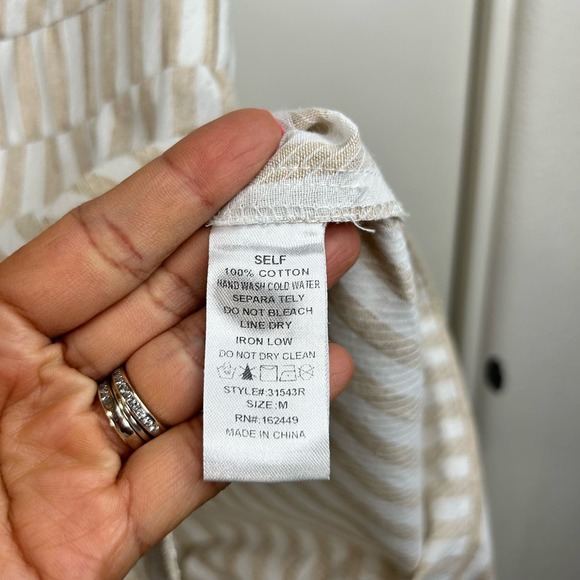 SELF
100% COTTON
HAND WASH COLD WATER
SEPARA TELY
DO NOT BLEACH
LINE DRY
IRON LOW
DO NOT DRY CLEAN
STYLE#:31543R
SIZE:M
RN#:162449
MADE IN CHINA